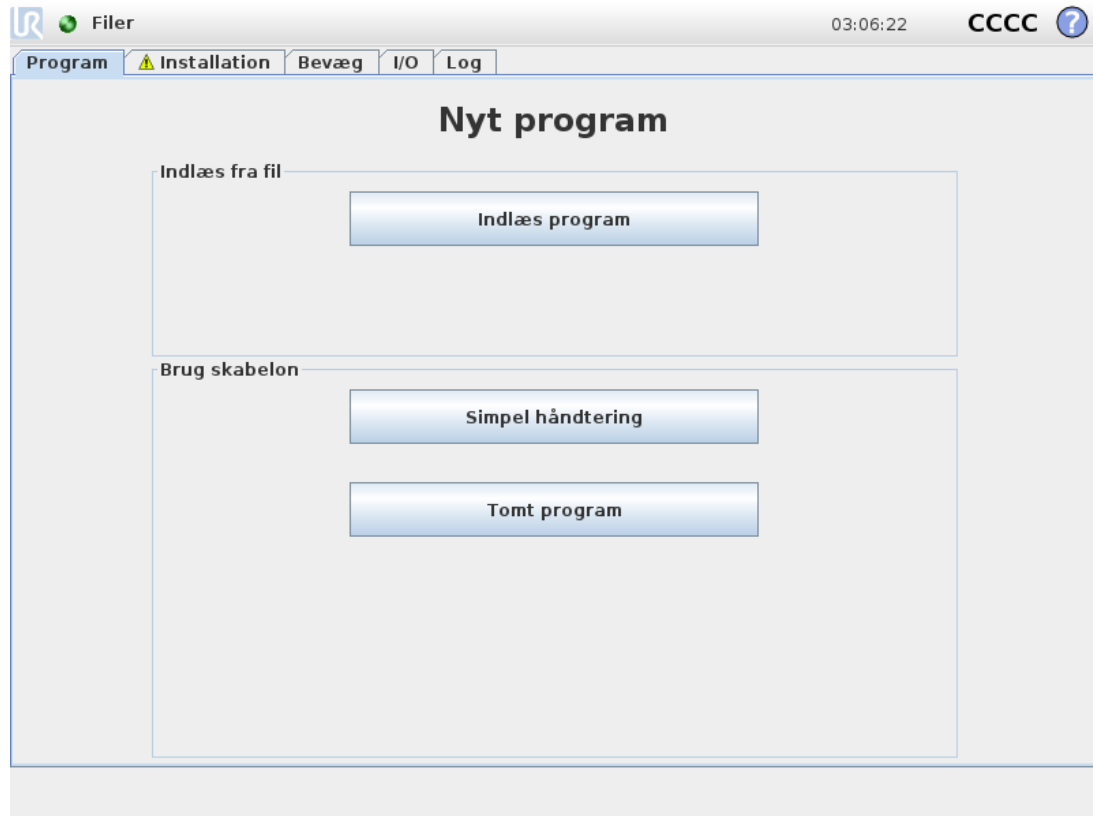 UR Filer 03:06:22 CCCC ?
Program Installation Bevæg I/O Log
Nyt program
Indlæs fra fil
Indlæs program
Brug skabelon
Simpel håndtering
Tomt program